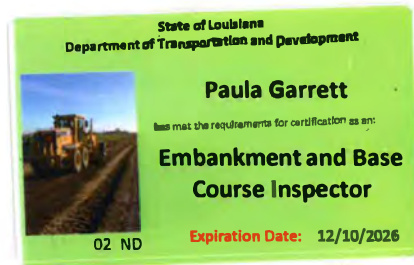 State of Louisiana
Department of Transportation and Development
Paula Garrett
has met the requirements for certification as an:
Embankment and Base
Course Inspector
02 ND
Expiration Date: 12/10/2026